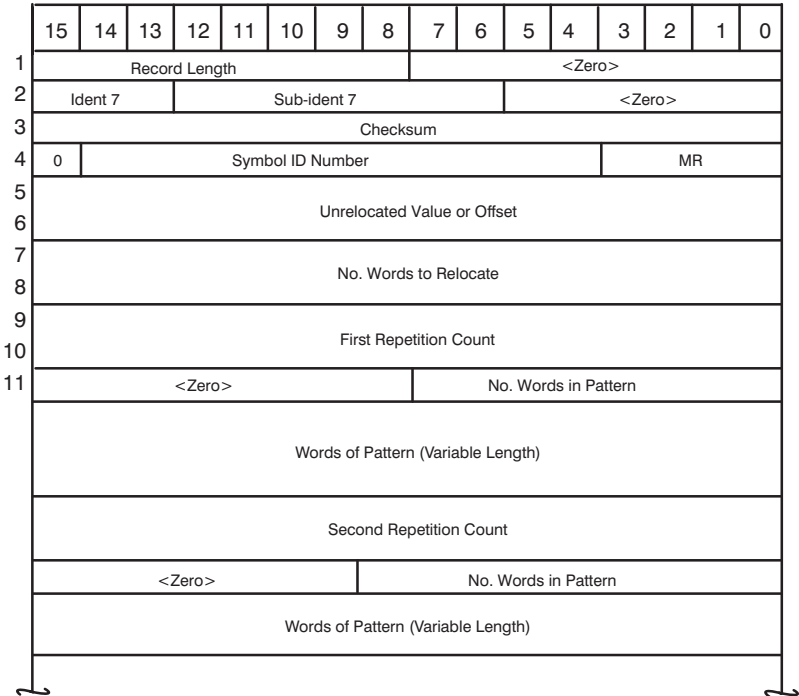 15 14 13 12 11 10 9 8 7 6 5 4 3 2 1 0
1 Record Length <Zero>
2 Ident 7 Sub-ident 7 <Zero>
3 Checksum
4 0 Symbol ID Number MR
5
Unrelocated Value or Offset
6
7
No. Words to Relocate
8
9
First Repetition Count
10
11 <Zero> No. Words in Pattern
Words of Pattern (Variable Length)
Second Repetition Count
<Zero> No. Words in Pattern
Words of Pattern (Variable Length)